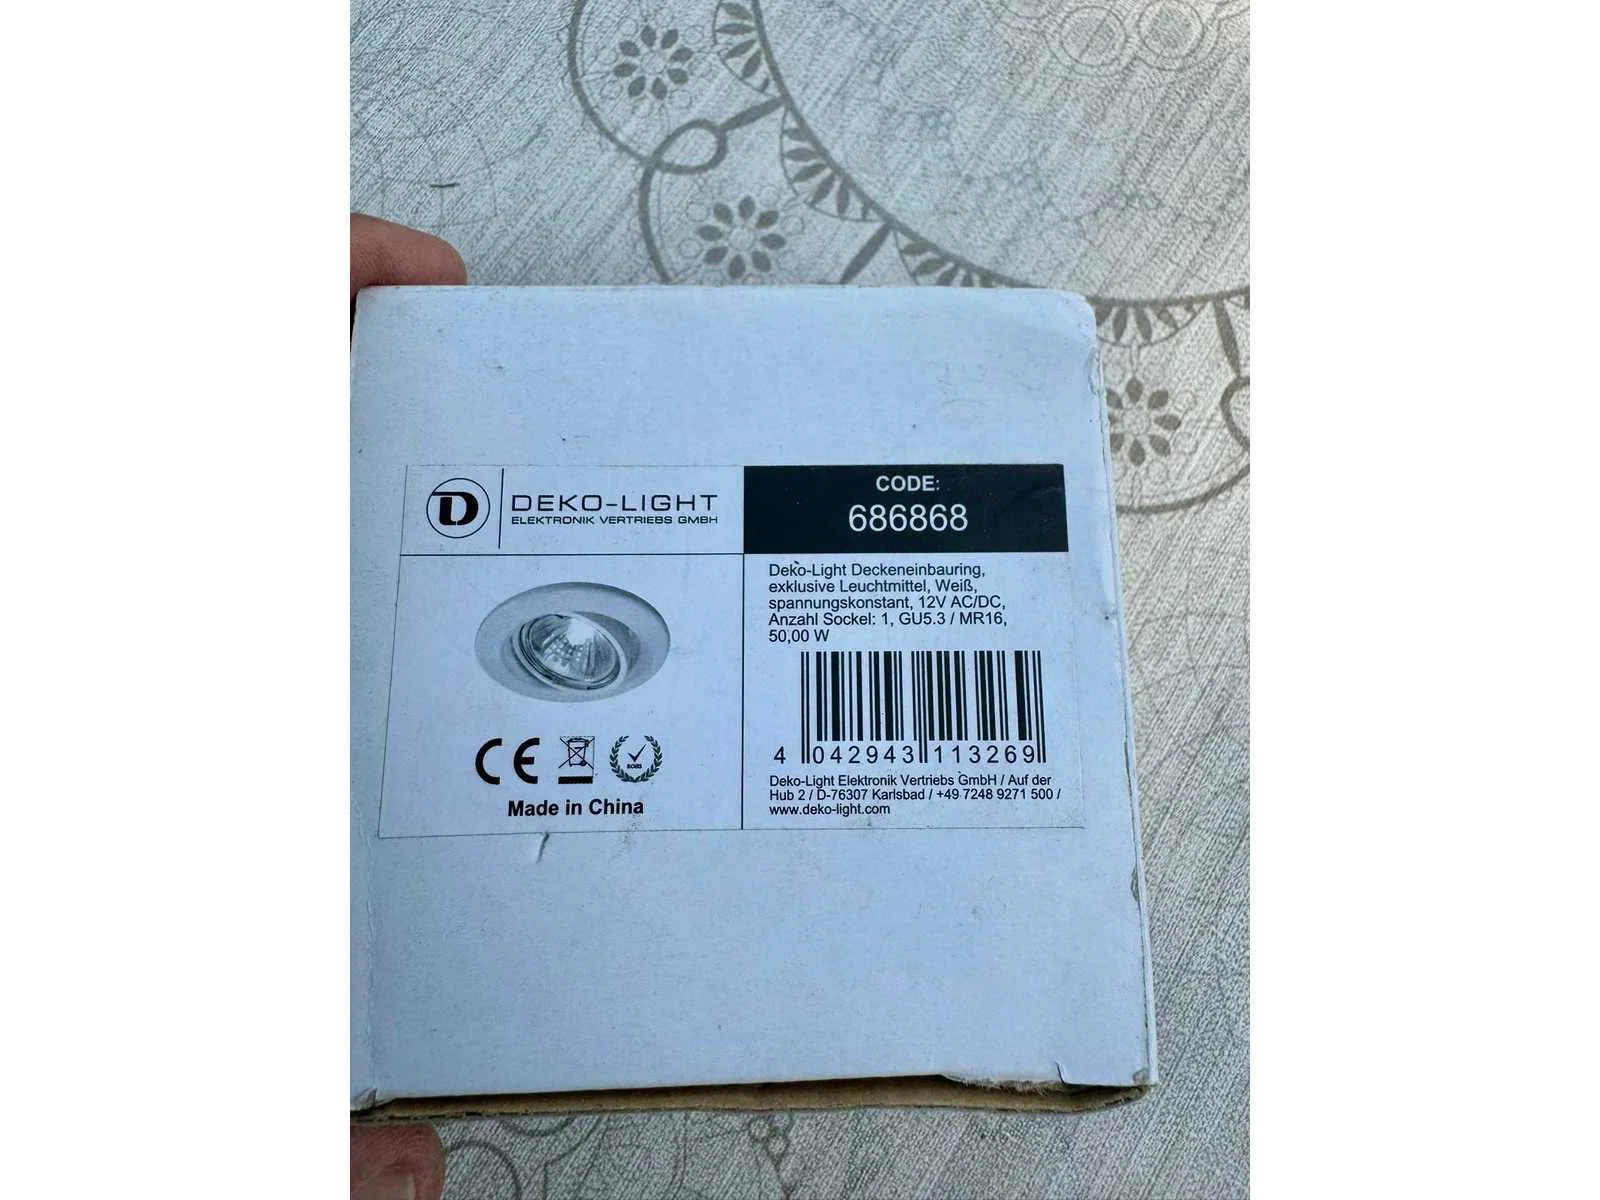 D
DEKO-LIGHT
ELEKTRONIK VERTRIEBS GMBH
CODE:
686868
Deko-Light Deckeneinbauring,
exklusive Leuchtmittel, Weiß,
spannungskonstant, 12V AC/DC,
Anzahl Sockel: 1, GU5.3 / MR16,
50,00 W
4 042943 113269
CE
ROHS
Made in China
Deko-Light Elektronik Vertriebs GmbH / Auf der
Hub 2 / D-76307 Karlsbad / +49 7248 9271 500 /
www.deko-light.com